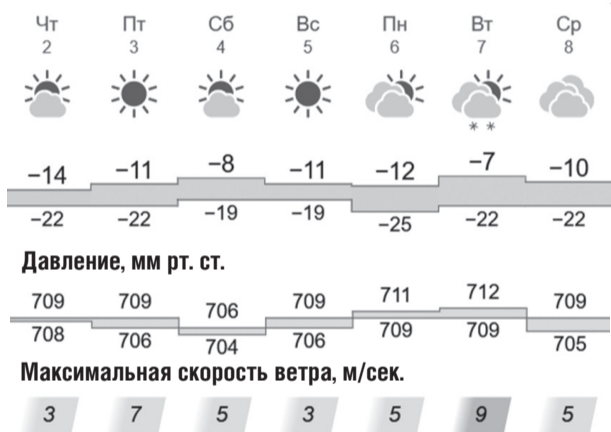 Чт Пт Сб Вс Пн Вт Ср
2 3 4 5 6 7 8
* *
−14 −11 −8 −11 −12 −7 −10
−22 −22 −19 −19 −25 −22 −22
Давление, мм рт. ст.
709 709 706 709 711 712 709
708 706 704 706 709 709 705
Максимальная скорость ветра, м/сек.
3 7 5 3 5 9 5